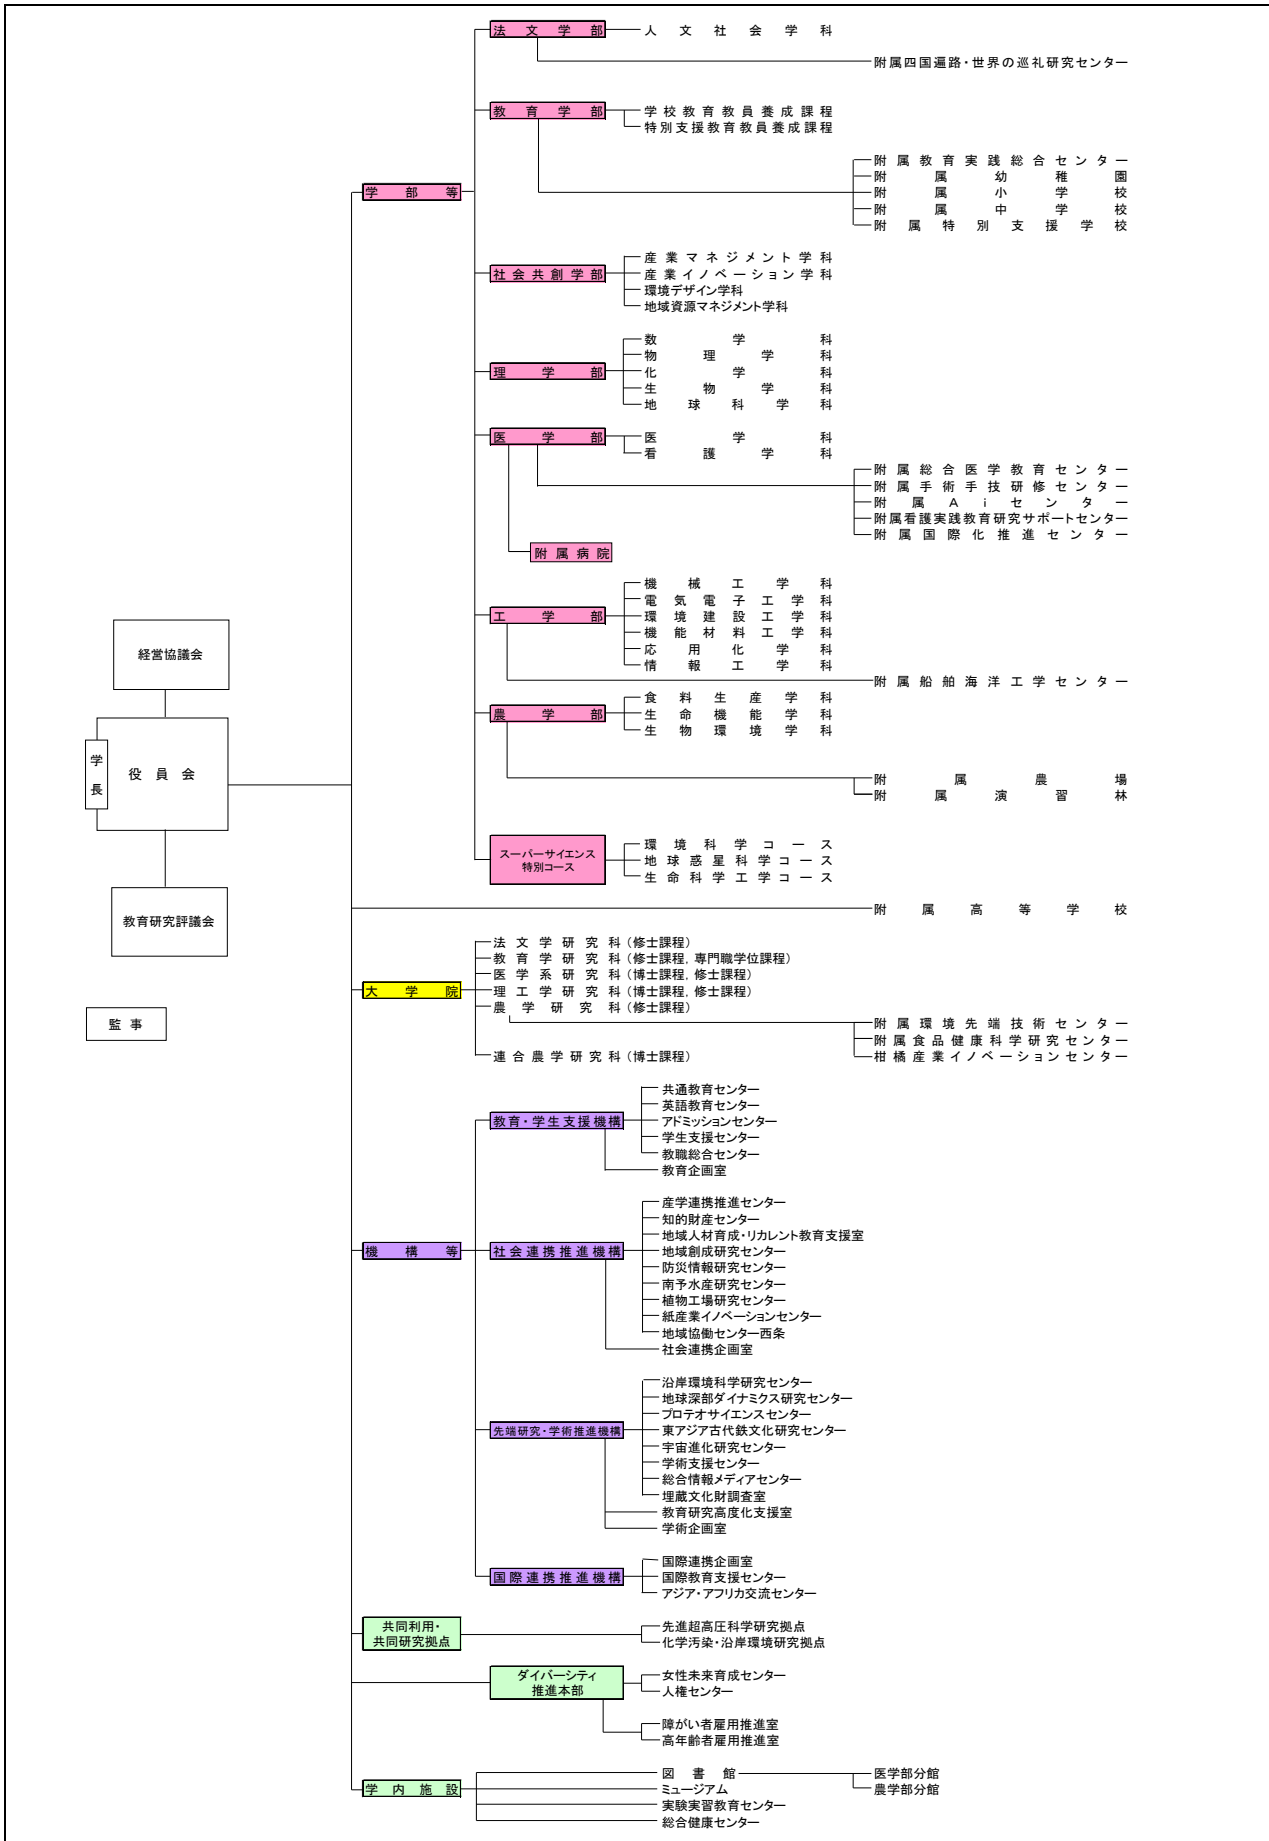 法文学部
人文社会学科
附属四国遍路・世界の巡礼研究センター
教育学部
学校教育教員養成課程
特別支援教育教員養成課程
附属教育実践総合センター
附属幼稚園
附属小学校
附属中学校
附属特別支援学校
学部等
社会共創学部
産業マネジメント学科
産業イノベーション学科
環境デザイン学科
地域資源マネジメント学科
理学部
数学科
物理学科
化学科
生物学科
地球科学科
医学部
医学科
看護学科
附属総合医学教育センター
附属手術手技研修センター
附属Aiセンター
附属看護実践教育研究サポートセンター
附属国際化推進センター
附属病院
工学部
機械工学科
電気電子工学科
環境建設工学科
機能材料工学科
応用化学科
情報工学科
附属船舶海洋工学センター
農学部
食料生産学科
生命機能学科
生物環境学科
附属農場
附属演習林
スーパーサイエンス
特別コース
環境科学コース
地球惑星科学コース
生命科学工学コース
経営協議会
学長
役員会
教育研究評議会
監事
附属高等学校
大学院
法文学研究科(修士課程)
教育学研究科(修士課程,専門職学位課程)
医学系研究科(博士課程,修士課程)
理工学研究科(博士課程,修士課程)
農学研究科(修士課程)
附属環境先端技術センター
附属食品健康科学研究センター
柑橘産業イノベーションセンター
連合農学研究科(博士課程)
機構等
教育・学生支援機構
共通教育センター
英語教育センター
アドミッションセンター
学生支援センター
教職総合センター
教育企画室
社会連携推進機構
産学連携推進センター
知的財産センター
地域人材育成・リカレント教育支援室
地域創成研究センター
防災情報研究センター
南予水産研究センター
植物工場研究センター
紙産業イノベーションセンター
地域協働センター西条
社会連携企画室
先端研究・学術推進機構
沿岸環境科学研究センター
地球深部ダイナミクス研究センター
プロテオサイエンスセンター
東アジア古代鉄文化研究センター
宇宙進化研究センター
学術支援センター
総合情報メディアセンター
埋蔵文化財調査室
教育研究高度化支援室
学術企画室
国際連携推進機構
国際連携企画室
国際教育支援センター
アジア・アフリカ交流センター
共同利用・
共同研究拠点
先進超高圧科学研究拠点
化学汚染・沿岸環境研究拠点
ダイバーシティ
推進本部
女性未来育成センター
人権センター
障がい者雇用推進室
高年齢者雇用推進室
学内施設
図書館
医学部分館
農学部分館
ミュージアム
実験実習教育センター
総合健康センター